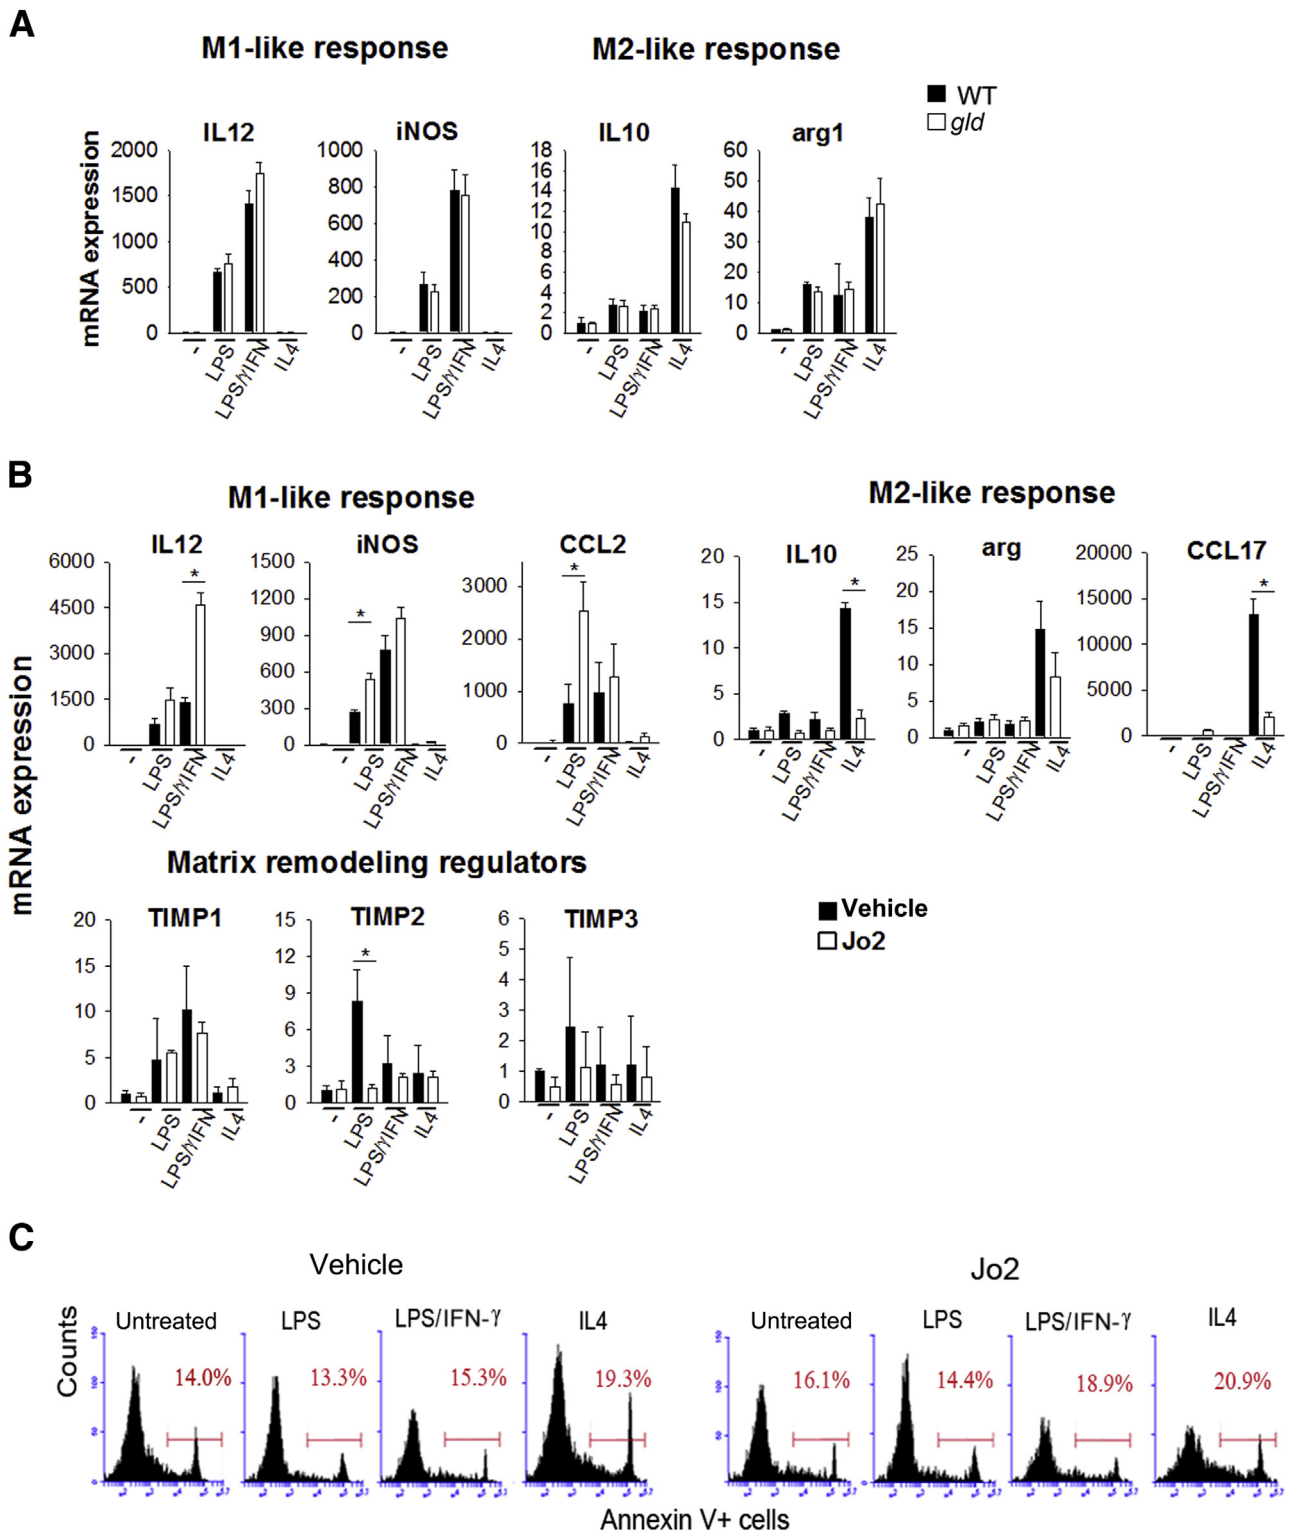 A
M1-like response
M2-like response
WT
gld
mRNA expression
IL12
2000
1500
1000
500
0
-
LPS
LPS/γIFN
IL4
iNOS
1000
800
600
400
200
0
-
LPS
LPS/γIFN
IL4
IL10
18
16
14
12
10
8
6
4
2
0
-
LPS
LPS/γIFN
IL4
arg1
60
50
40
30
20
10
0
-
LPS
LPS/γIFN
IL4
B
M1-like response
M2-like response
mRNA expression
IL12
6000
4500
3000
1500
0
*
-
LPS
LPS/γIFN
IL4
iNOS
1500
1200
900
600
300
0
*
-
LPS
LPS/γIFN
IL4
CCL2
3000
2000
1000
0
*
-
LPS
LPS/γIFN
IL4
IL10
20
15
10
5
0
*
-
LPS
LPS/γIFN
IL4
arg
25
20
15
10
5
0
-
LPS
LPS/γIFN
IL4
CCL17
20000
15000
10000
5000
0
*
-
LPS
LPS/γIFN
IL4
Matrix remodeling regulators
Vehicle
Jo2
TIMP1
20
15
10
5
0
-
LPS
LPS/γIFN
IL4
TIMP2
15
12
9
6
3
0
*
-
LPS
LPS/γIFN
IL4
TIMP3
6
5
4
3
2
1
0
-
LPS
LPS/γIFN
IL4
C
Vehicle
Jo2
Counts
Untreated
14.0%
LPS
13.3%
LPS/IFN-γ
15.3%
IL4
19.3%
Untreated
16.1%
LPS
14.4%
LPS/IFN-γ
18.9%
IL4
20.9%
Annexin V+ cells